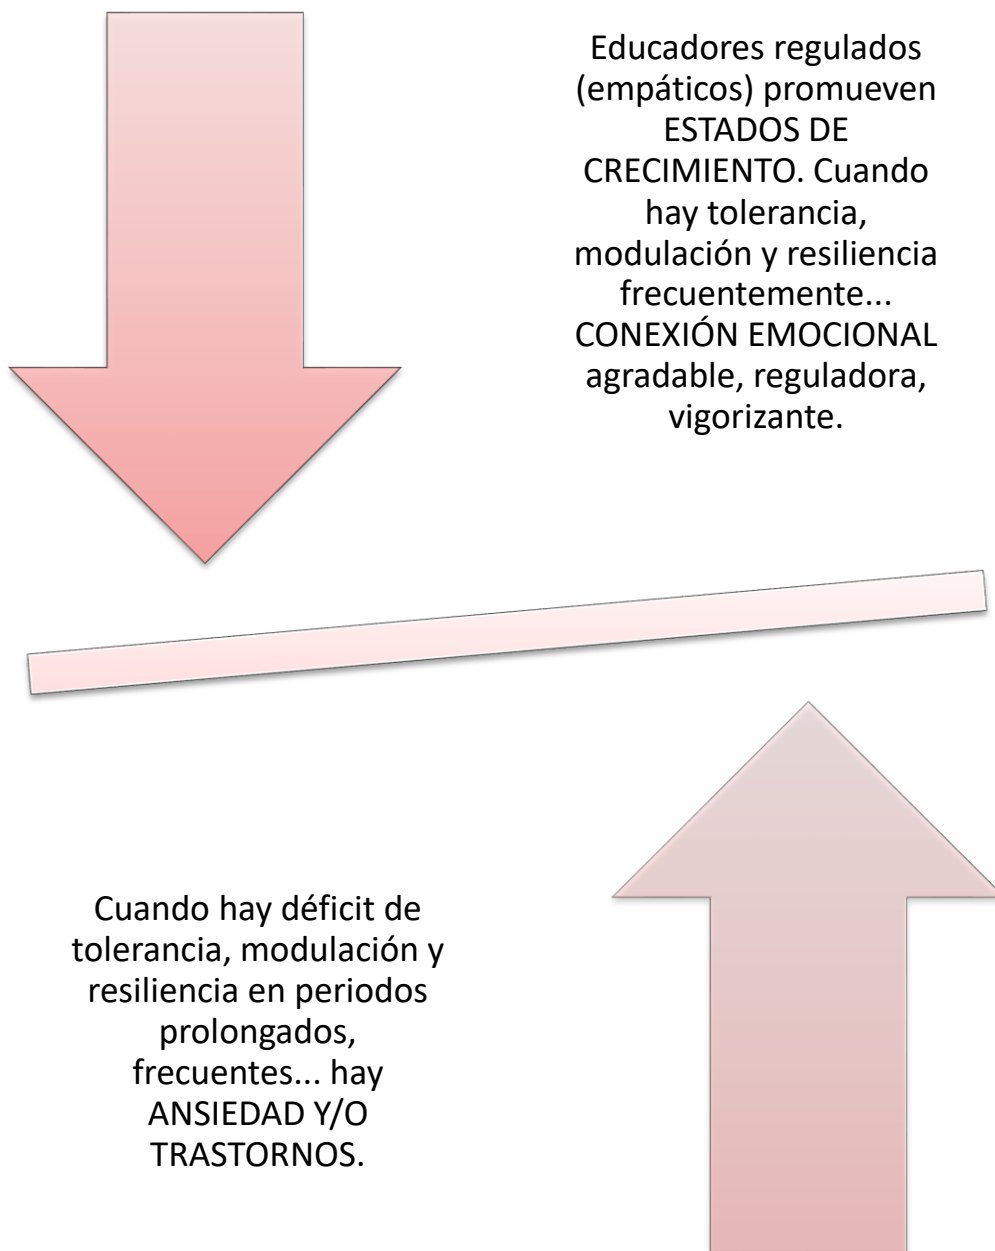 Educadores regulados
(empáticos) promueven
ESTADOS DE
CRECIMIENTO. Cuando
hay tolerancia,
modulación y resiliencia
frecuentemente...
CONEXIÓN EMOCIONAL
agradable, reguladora,
vigorizante.
Cuando hay déficit de
tolerancia, modulación y
resiliencia en periodos
prolongados,
frecuentes... hay
ANSIEDAD Y/O
TRASTORNOS.